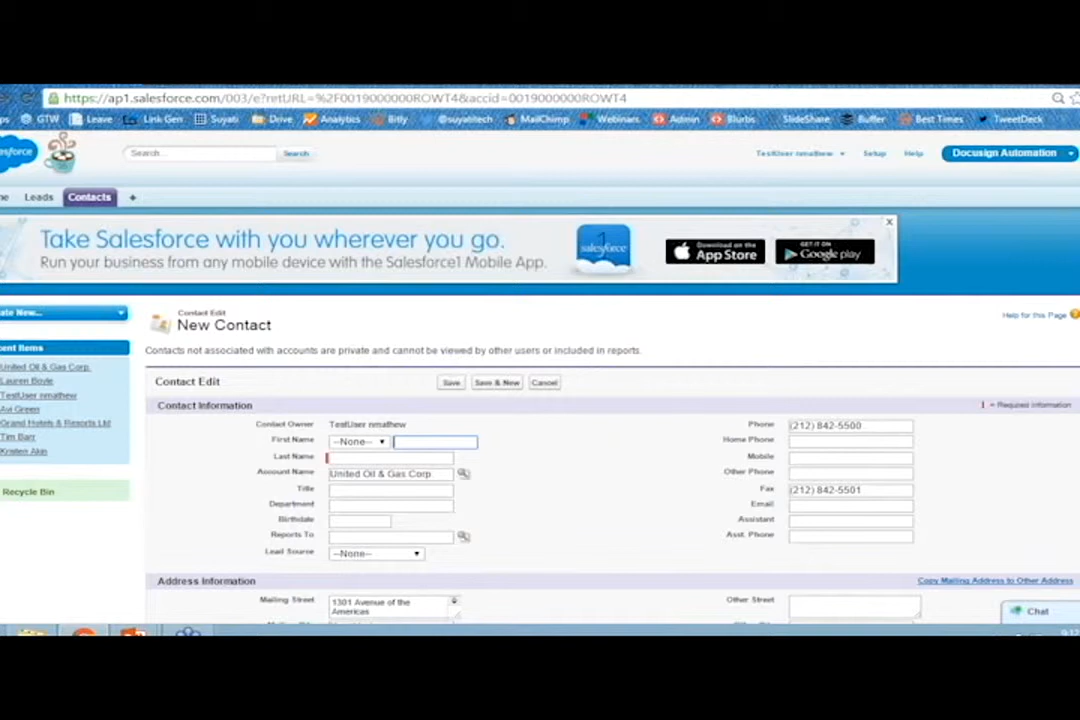 https://ap1.salesforce.com/003/e?retURL=%2F0019000000ROWT4&accid=0019000000ROWT4
GTW Leave Link Gen Suyati Drive Analytics Bitly @suyatitech MailChimp Webinars Admin Blurbs SlideShare Buffer Best Times TweetDeck
Search... Search TestUser nmathew Setup Help Docusign Automation
Leads Contacts +
Take Salesforce with you wherever you go.
Run your business from any mobile device with the Salesforce1 Mobile App.
salesforce
Download on the
App Store
GET IT ON
Google play
x
Contact Edit
New Contact
Help for this Page
Contacts not associated with accounts are private and cannot be viewed by other users or included in reports.
United Oil & Gas Corp.
Lauren Boyle
TestUser nmathew
Avi Green
Grand Hotels & Resorts Ltd
Tim Barr
Kristen Akin
Recycle Bin
Contact Edit Save Save & New Cancel
Contact Information = Required Information
Contact Owner TestUser nmathew Phone (212) 842-5500
First Name --None-- Home Phone
Last Name Mobile
Account Name United Oil & Gas Corp. Other Phone
Title Fax (212) 842-5501
Department Email
Birthdate Assistant
Reports To Asst. Phone
Lead Source --None--
Address Information Copy Mailing Address to Other Address
Mailing Street 1301 Avenue of the
Americas
Other Street
Chat